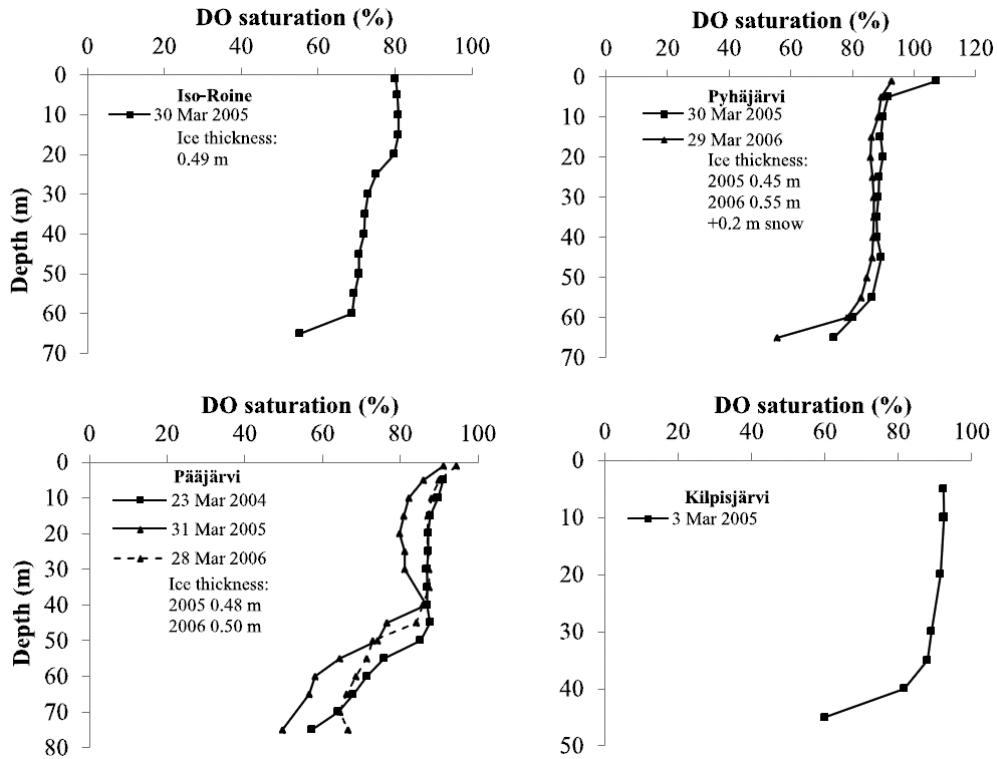 DO saturation (%)
0 20 40 60 80 100
0
10
20
30
40
50
60
70
Depth (m)
Iso-Roine
30 Mar 2005
Ice thickness:
0.49 m
DO saturation (%)
0 20 40 60 80 100 120
0
10
20
30
40
50
60
70
Pyhäjärvi
30 Mar 2005
29 Mar 2006
Ice thickness:
2005 0.45 m
2006 0.55 m
+0.2 m snow
DO saturation (%)
0 20 40 60 80 100
0
10
20
30
40
50
60
70
80
Depth (m)
Pääjärvi
23 Mar 2004
31 Mar 2005
28 Mar 2006
Ice thickness:
2005 0.48 m
2006 0.50 m
DO saturation (%)
0 20 40 60 80 100
0
10
20
30
40
50
Kilpisjärvi
3 Mar 2005